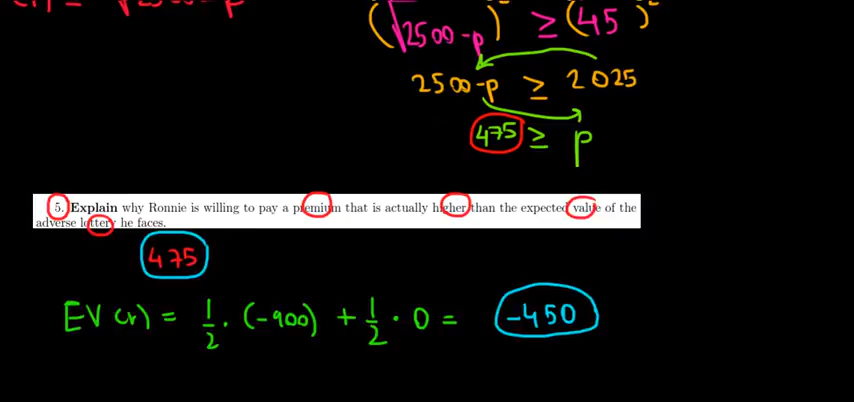 (√2500-p)² ≥ (45)²
2500-p ≥ 2025
475 ≥ p
5. Explain why Ronnie is willing to pay a premium that is actually higher than the expected value of the
adverse lottery he faces.
475
EV(r) = 1/2 · (-900) + 1/2 · 0 = -450